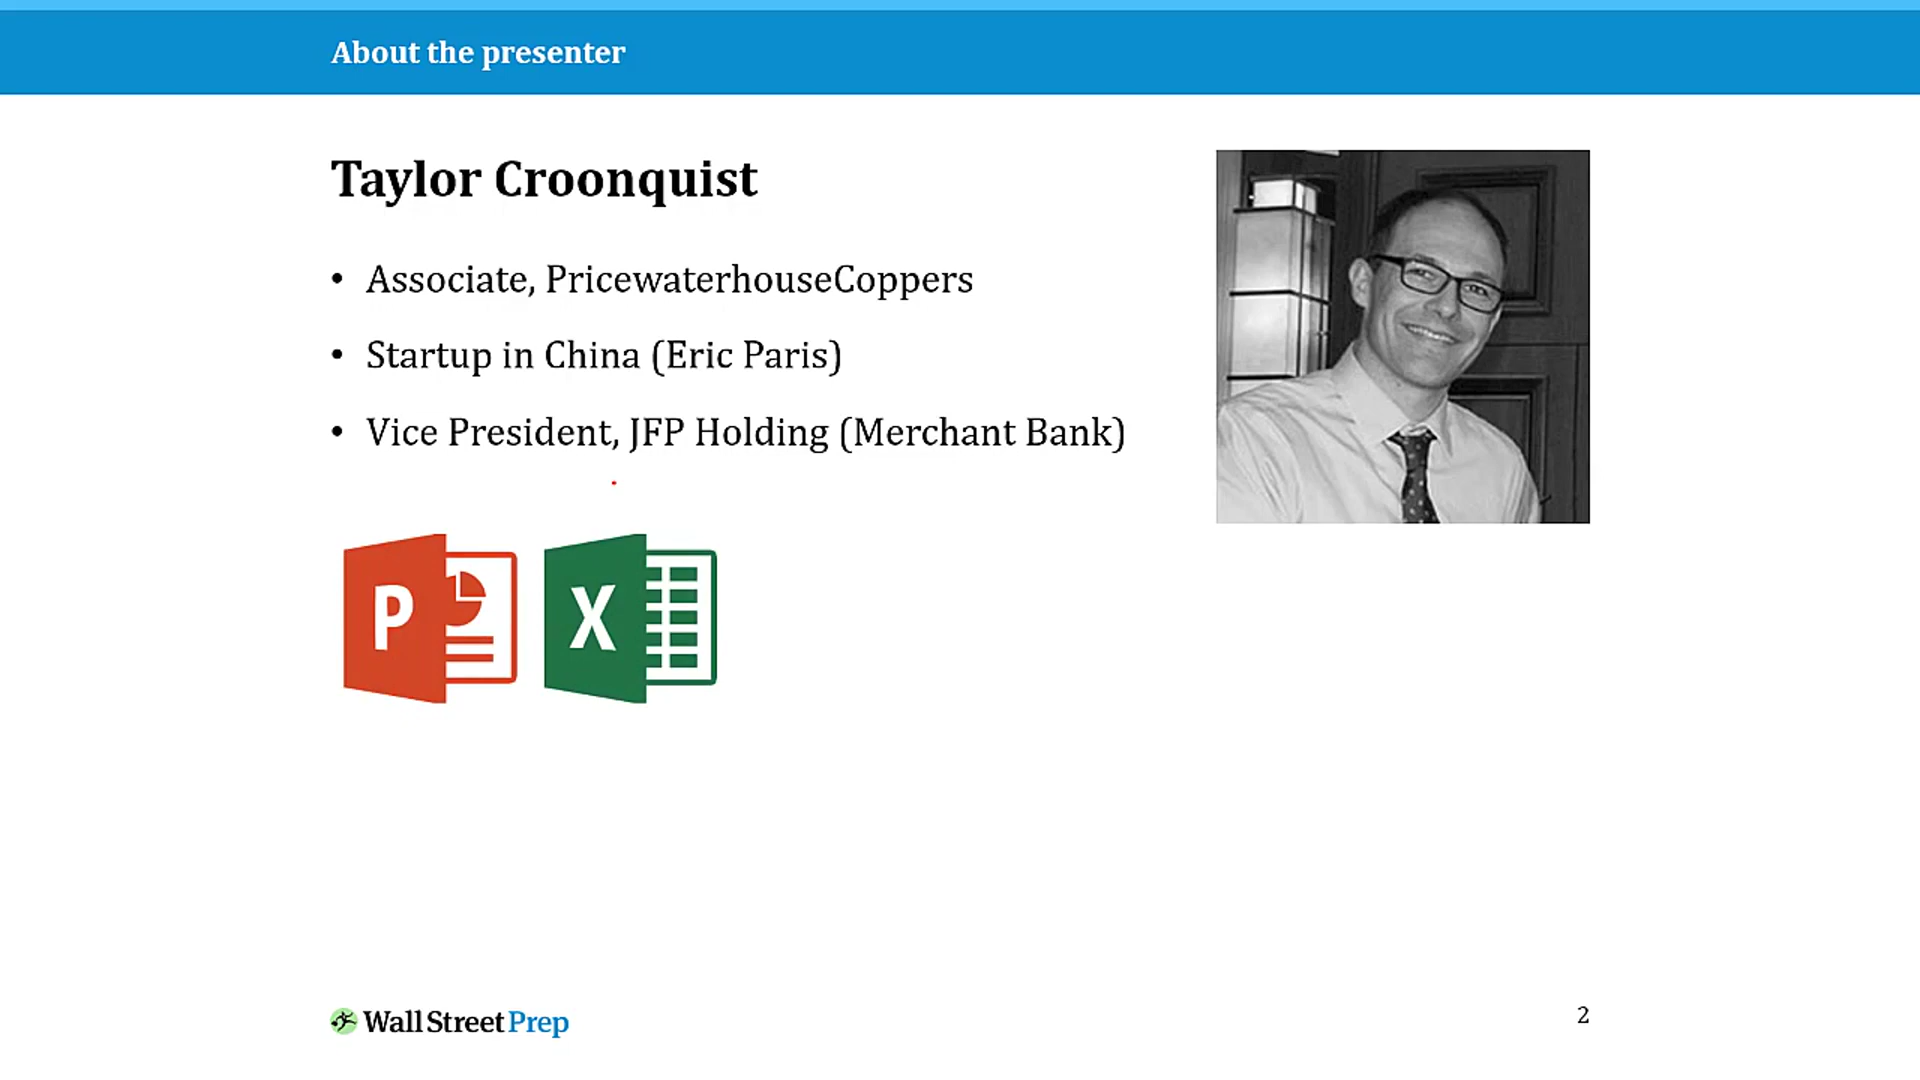 About the presenter
Taylor Croonquist
• Associate, PricewaterhouseCoppers
• Startup in China (Eric Paris)
• Vice President, JFP Holding (Merchant Bank)
P X
Wall Street Prep
2